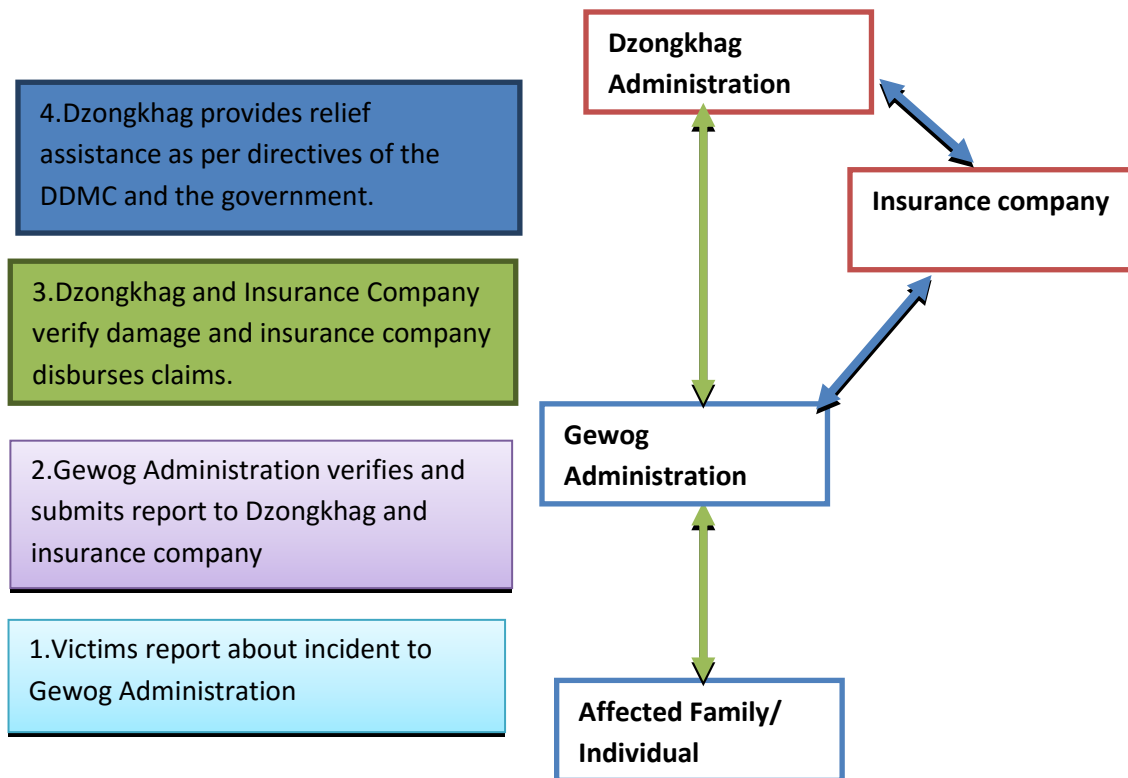 4.Dzongkhag provides relief
assistance as per directives of the
DDMC and the government.
3.Dzongkhag and Insurance Company
verify damage and insurance company
disburses claims.
2.Gewog Administration verifies and
submits report to Dzongkhag and
insurance company
1.Victims report about incident to
Gewog Administration
Dzongkhag
Administration
Insurance company
Gewog
Administration
Affected Family/
Individual